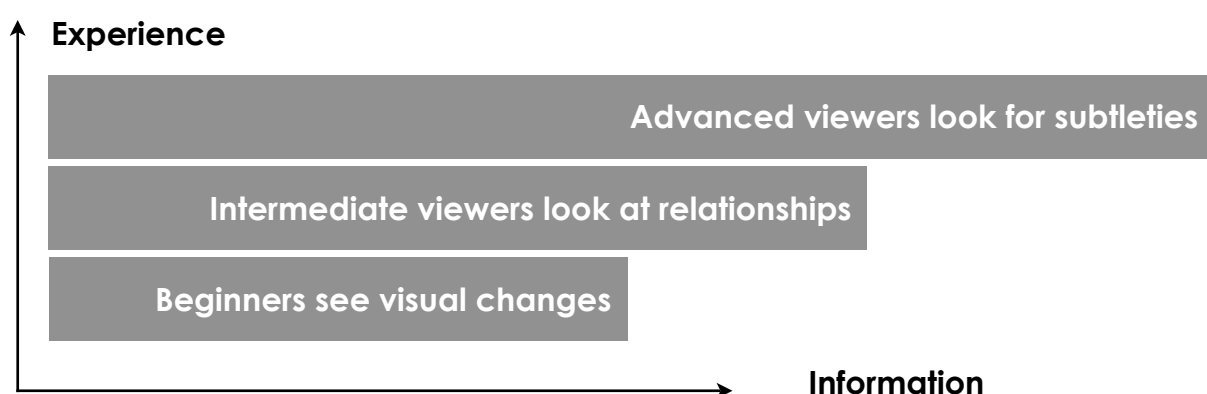 Experience
Advanced viewers look for subtleties
Intermediate viewers look at relationships
Beginners see visual changes
Information